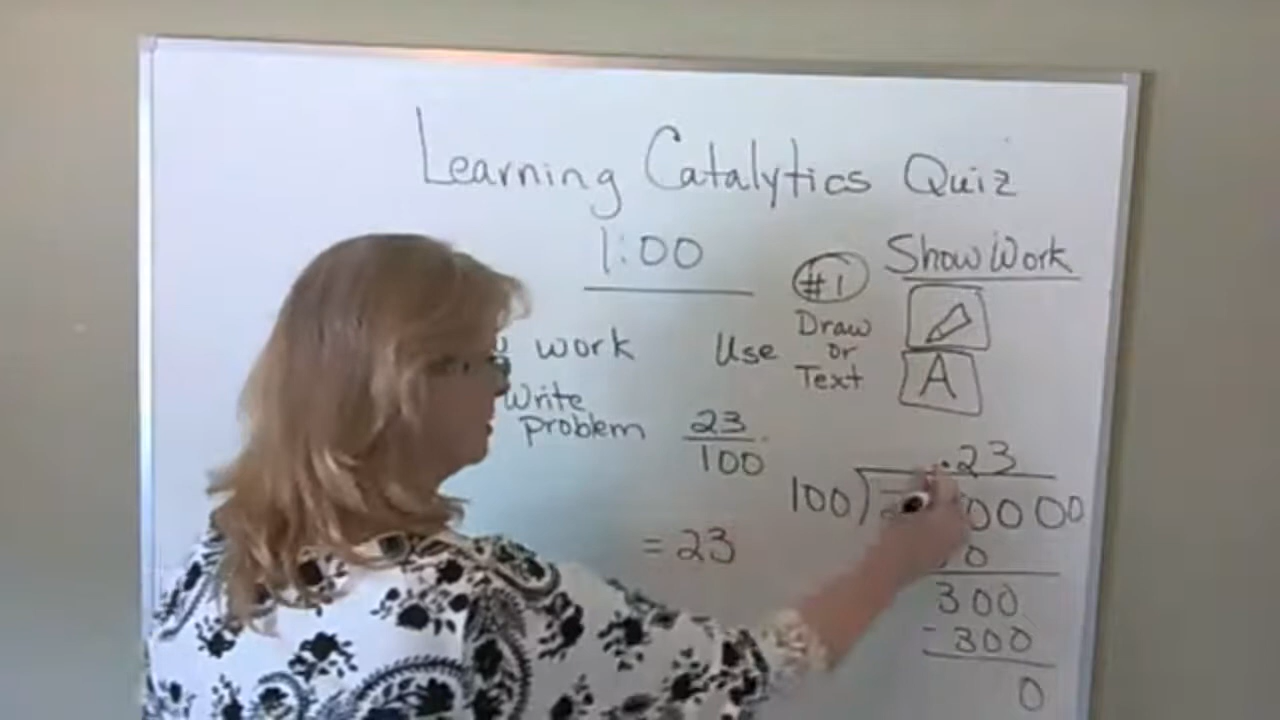 Learning Catalytics Quiz
1:00
#1
Show Work
work Use Draw or Text
A
Write problem
23
100
.23
100
0000
= 23
0
300
-300
0